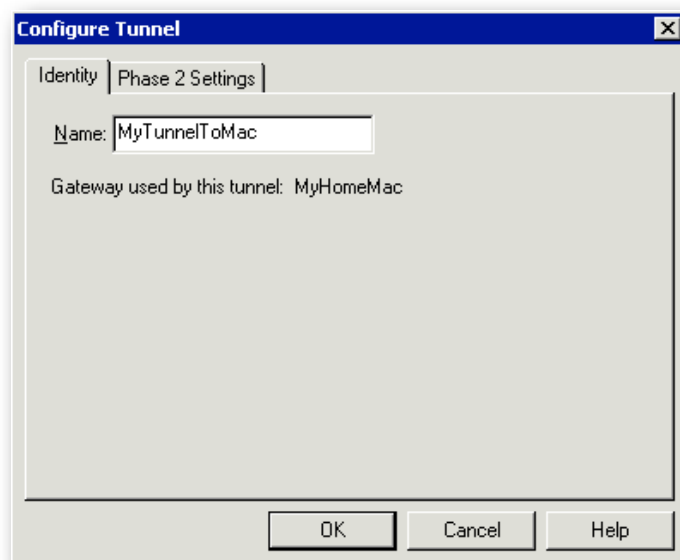 Configure Tunnel
Identity Phase 2 Settings
Name: MyTunnelToMac
Gateway used by this tunnel: MyHomeMac
OK Cancel Help